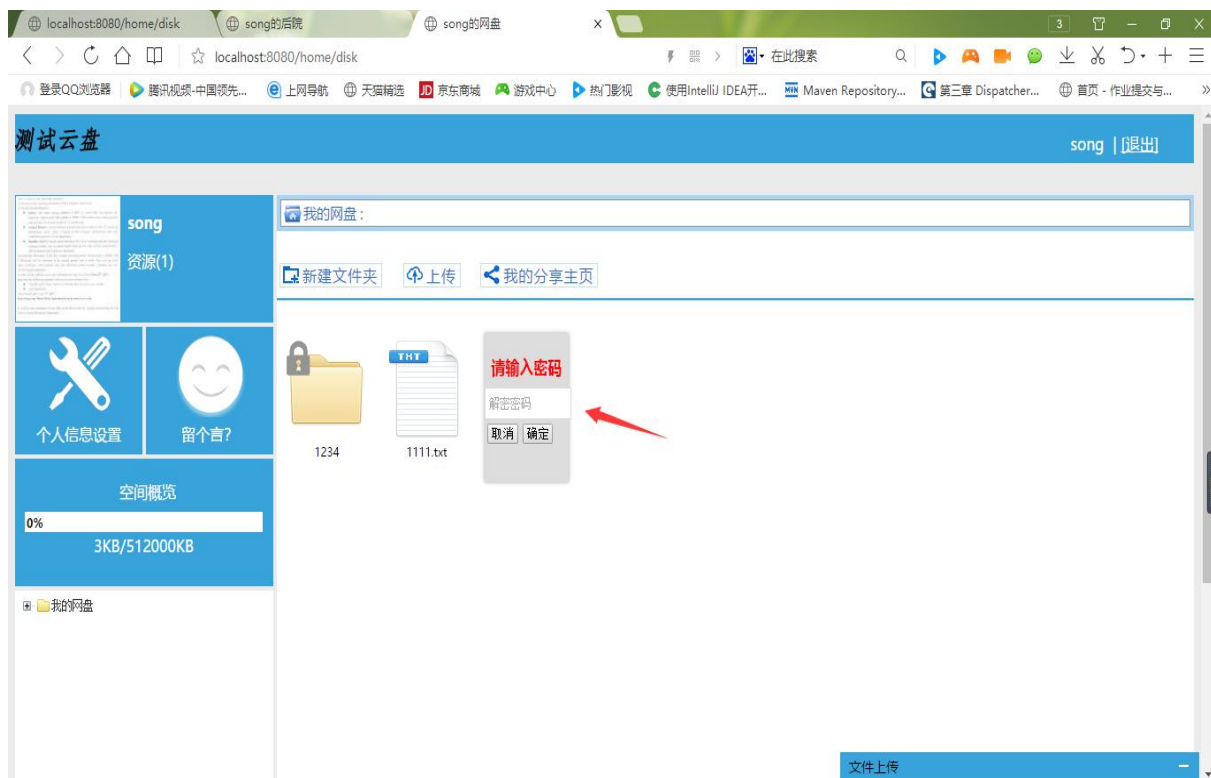 localhost:8080/home/disk
song的后院
song的网盘
x
3
localhost:8080/home/disk
在此搜索
登录QQ浏览器
腾讯视频-中国领先...
上网导航
天猫精选
JD 京东商城
游戏中心
热门影视
使用IntelliJ IDEA开...
Maven Repository...
第三章 Dispatcher...
首页 - 作业提交与...
»
测试云盘
song | [退出]
song
资源(1)
我的网盘:
新建文件夹
上传
我的分享主页
TXT
请输入密码
解密密码
取消 确定
1234
1111.txt
个人信息设置
留个言?
空间概览
0%
3KB/512000KB
我的网盘
文件上传